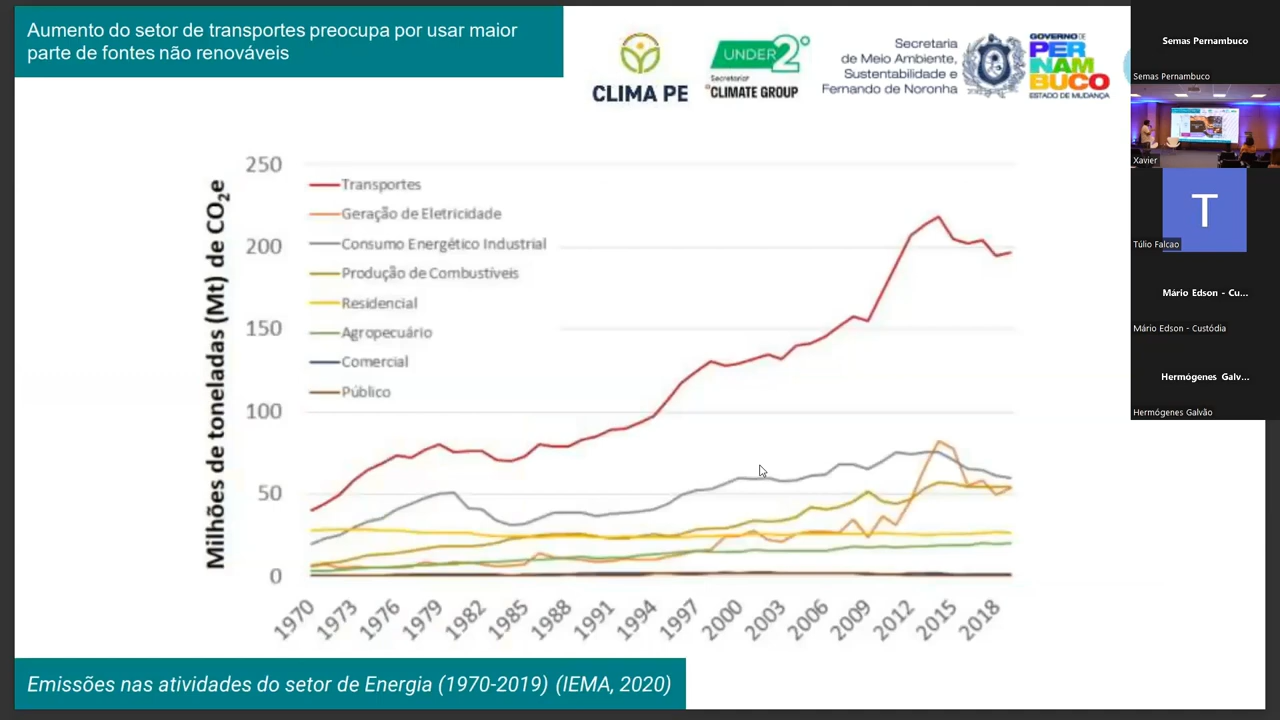 Aumento do setor de transportes preocupa por usar maior
parte de fontes não renováveis
CLIMA PE
UNDER2°
Secretariat
°CLIMATE GROUP
Secretaria
de Meio Ambiente,
Sustentabilidade e
Fernando de Noronha
GOVERNO DE
PER
NAM
BUCO
ESTADO DE MUDANÇA
Milhões de toneladas (Mt) de CO₂e
250
200
150
100
50
0
Transportes
Geração de Eletricidade
Consumo Energético Industrial
Produção de Combustíveis
Residencial
Agropecuário
Comercial
Público
1970
1973
1976
1979
1982
1985
1988
1991
1994
1997
2000
2003
2006
2009
2012
2015
2018
Emissões nas atividades do setor de Energia (1970-2019) (IEMA, 2020)
Semas Pernambuco
Semas Pernambuco
Xavier
T
Túlio Falcao
Mário Edson - Cu...
Mário Edson - Custódia
Hermógenes Galv...
Hermógenes Galvão